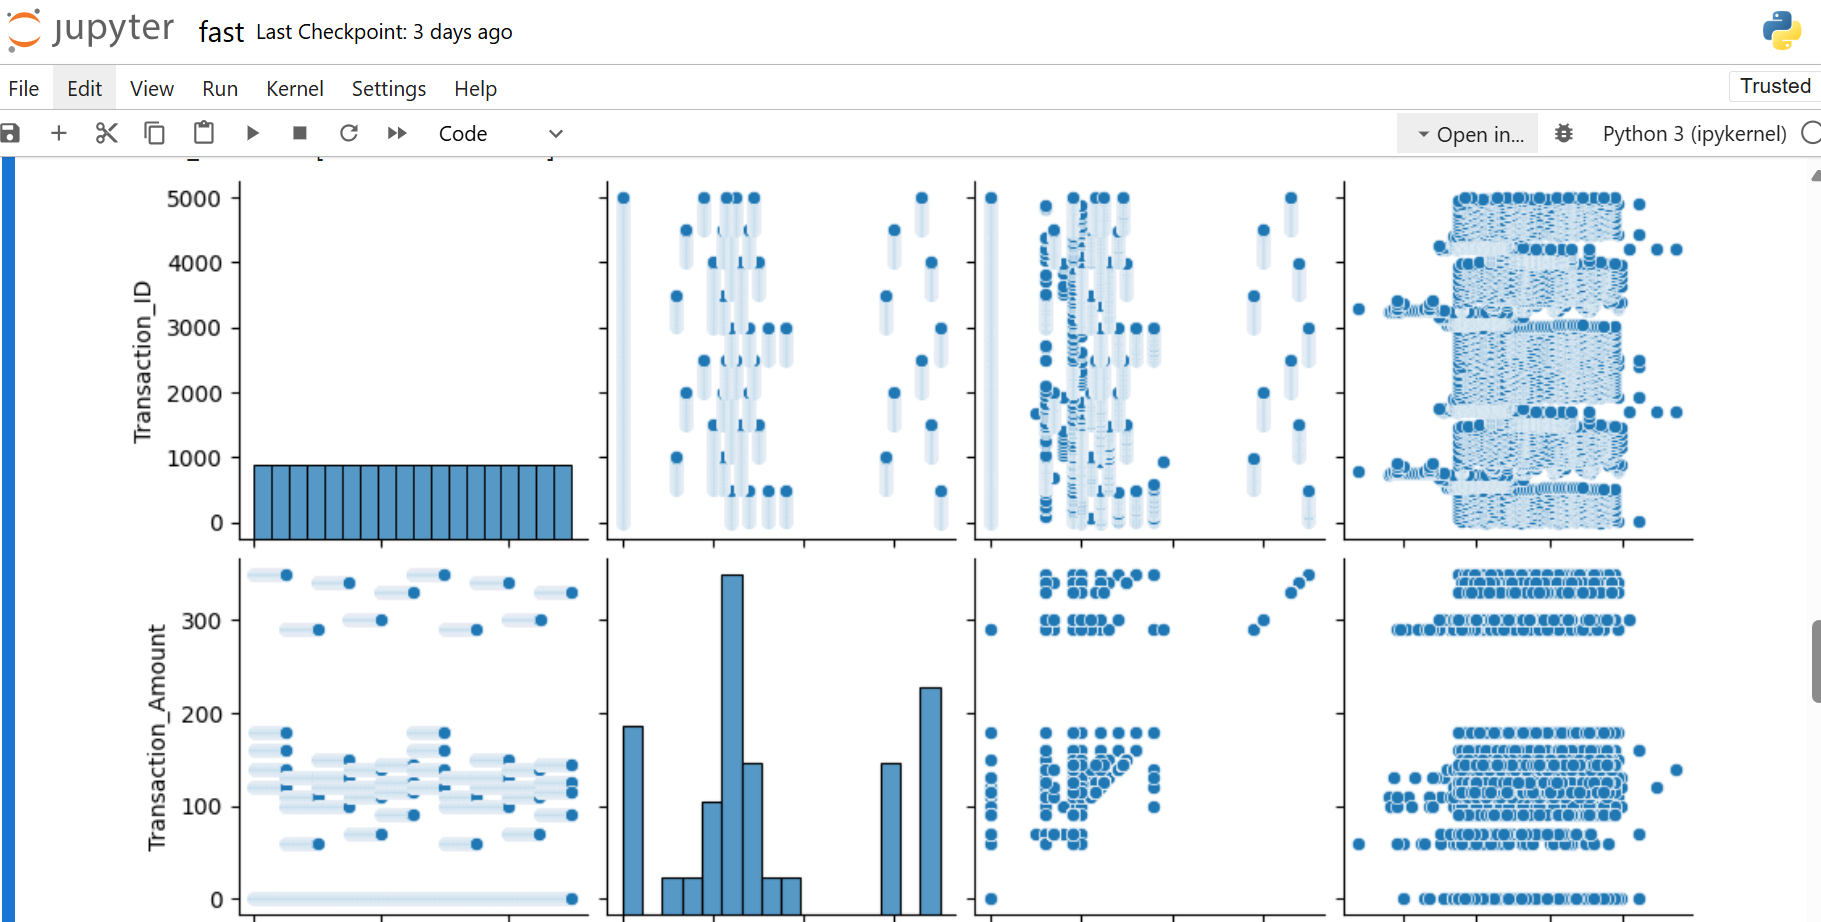 jupyter fast Last Checkpoint: 3 days ago
File Edit View Run Kernel Settings Help Trusted
Code Open in... Python 3 (ipykernel)
5000
4000
3000
2000
1000
0
Transaction_ID
300
200
100
0
Transaction_Amount